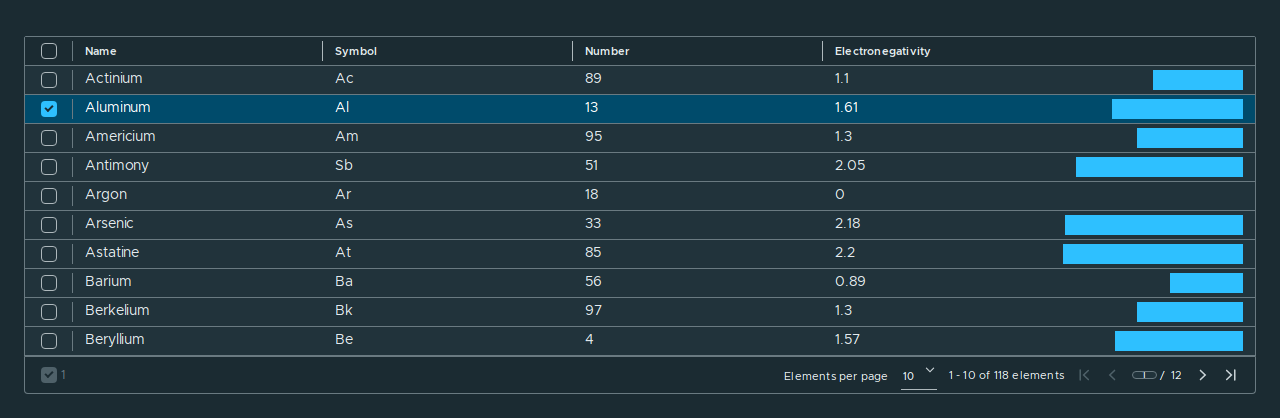 Name Symbol Number Electronegativity
Actinium Ac 89 1.1
Aluminum Al 13 1.61
Americium Am 95 1.3
Antimony Sb 51 2.05
Argon Ar 18 0
Arsenic As 33 2.18
Astatine At 85 2.2
Barium Ba 56 0.89
Berkelium Bk 97 1.3
Beryllium Be 4 1.57
1 Elements per page 10 1 - 10 of 118 elements 1 / 12